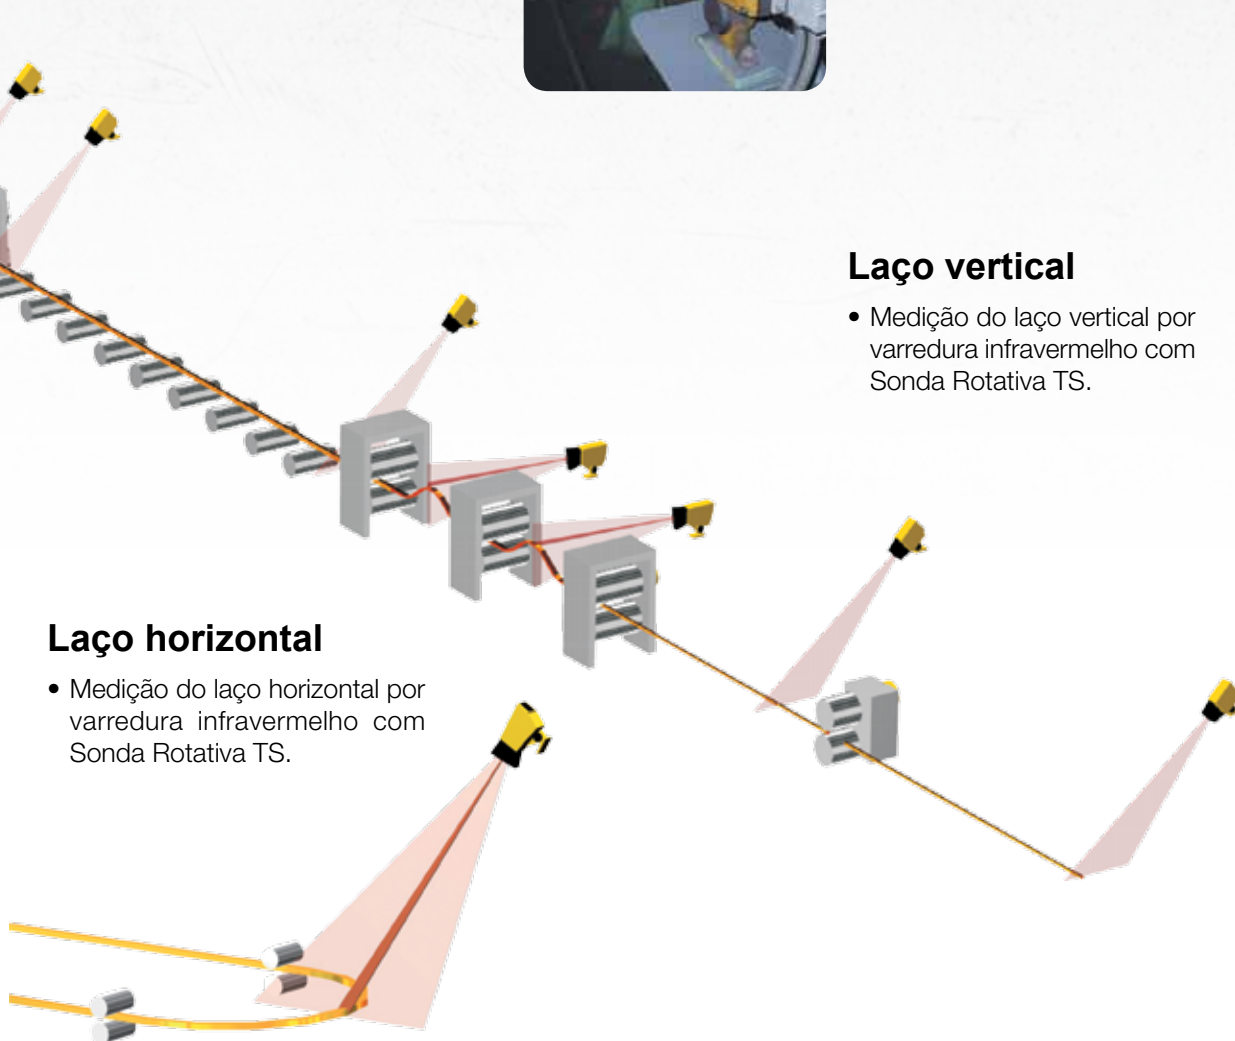 Laço vertical
• Medição do laço vertical por
varredura infravermelho com
Sonda Rotativa TS.
Laço horizontal
• Medição do laço horizontal por
varredura infravermelho com
Sonda Rotativa TS.